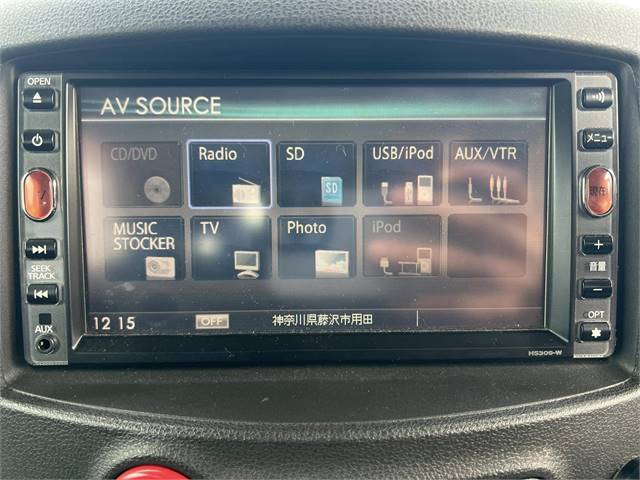 OPEN
AV SOURCE
CD/DVD
Radio
SD
USB/iPod
AUX/VTR
SD
メニュー
現在
MUSIC
STOCKER
TV
Photo
iPod
SEEK
TRACK
音量
12 15
OFF
神奈川県藤沢市用田
OPT
AUX
HS309-W